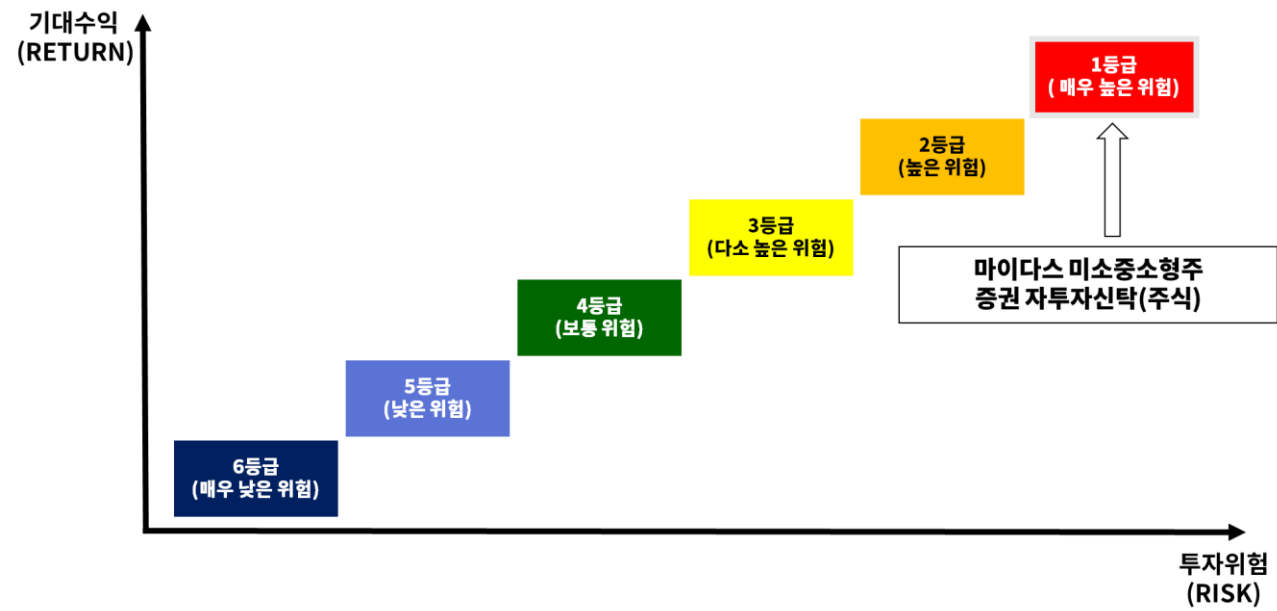 기대수익
(RETURN)
1등급
( 매우 높은 위험)
2등급
(높은 위험)
3등급
(다소 높은 위험)
마이다스 미소중소형주
증권 자투자신탁(주식)
4등급
(보통 위험)
5등급
(낮은 위험)
6등급
(매우 낮은 위험)
투자위험
(RISK)